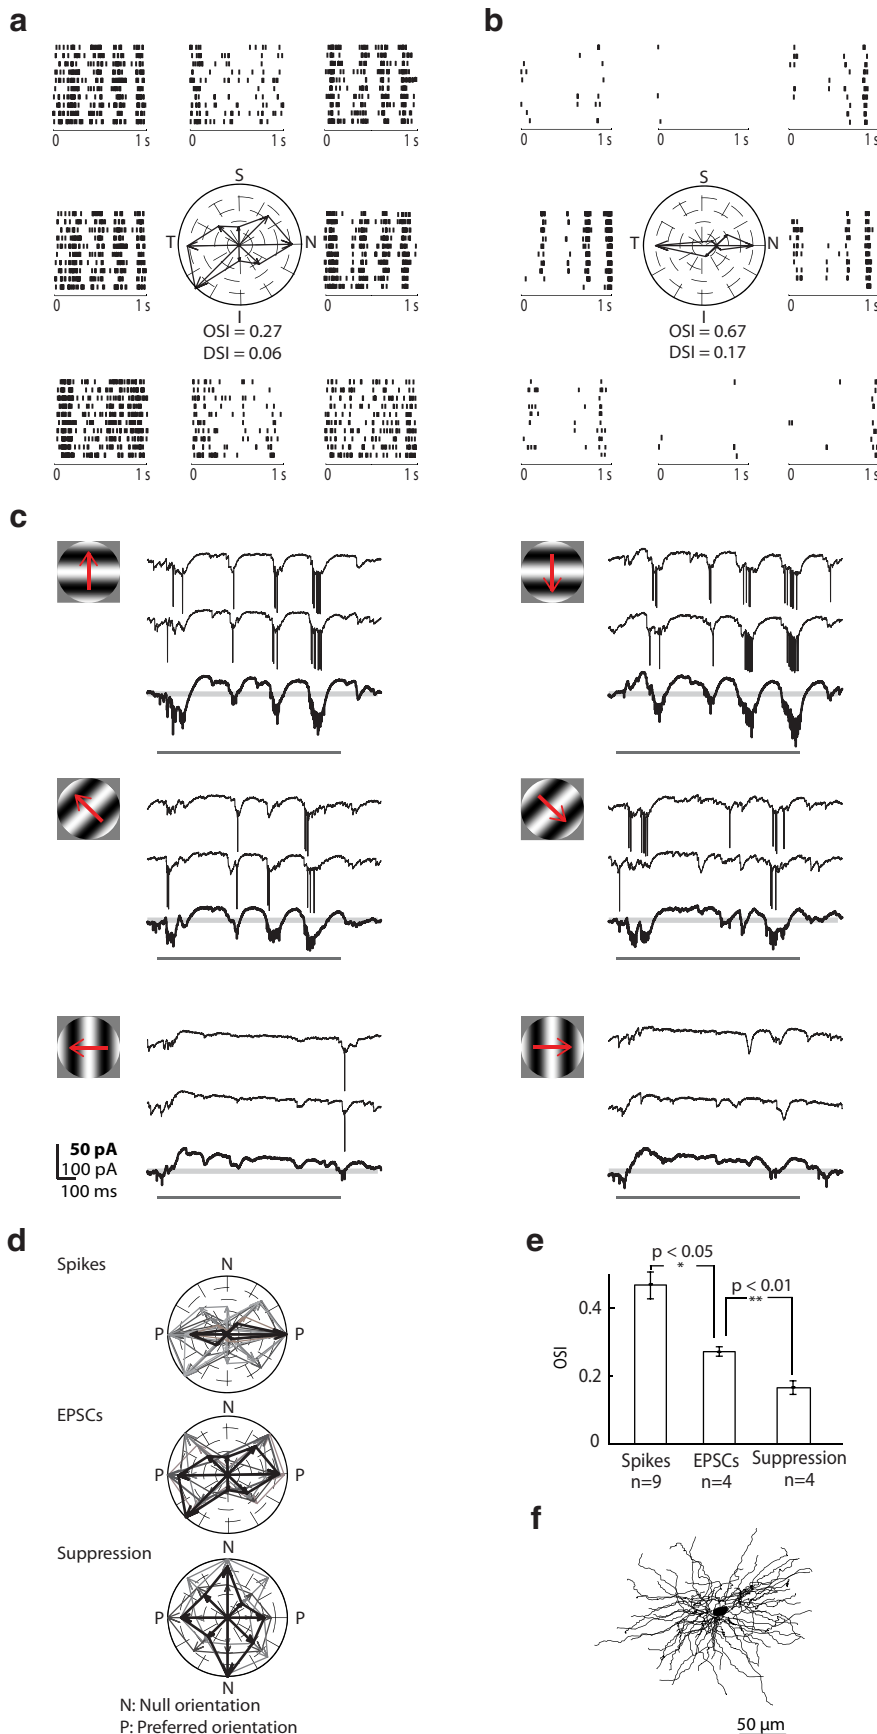 a
b
0 1 s 0 1 s 0 1 s
0 1 s 0 1 s 0 1 s
S
T N
I
0 1 s 0 1 s
OSI = 0.27
DSI = 0.06
S
T N
I
0 1 s 0 1 s
OSI = 0.67
DSI = 0.17
0 1 s 0 1 s 0 1 s
0 1 s 0 1 s 0 1 s
c
50 pA
100 pA
100 ms
d
Spikes
N
P P
EPSCs
N
P P
Suppression
N
P P
N
N: Null orientation
P: Preferred orientation
e
p < 0.05
*
p < 0.01
**
OSI
0.4
0.2
0
Spikes
n=9
EPSCs
n=4
Suppression
n=4
f
50 µm